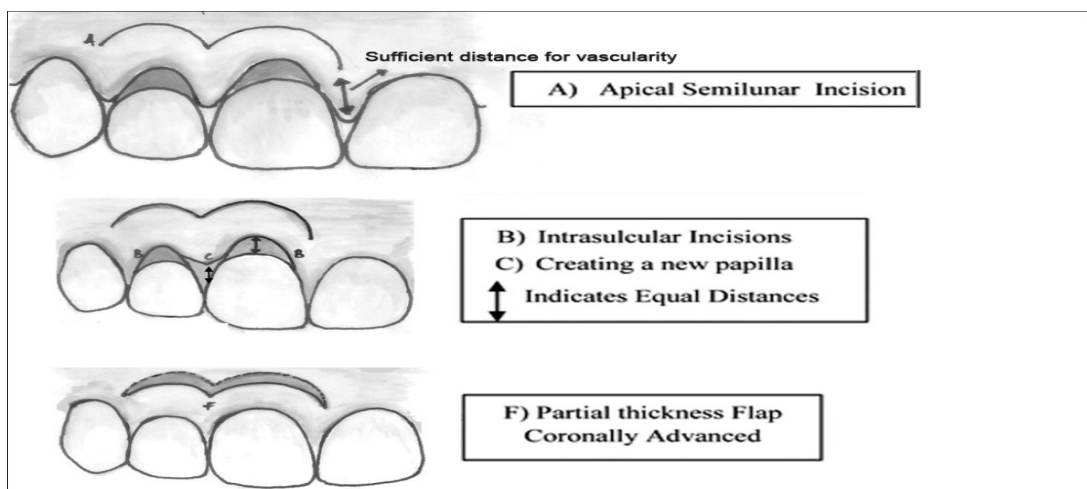 A
Sufficient distance for vascularity
A) Apical Semilunar Incision
B C B
B) Intrasulcular Incisions
C) Creating a new papilla
Indicates Equal Distances
F
F) Partial thickness Flap
Coronally Advanced